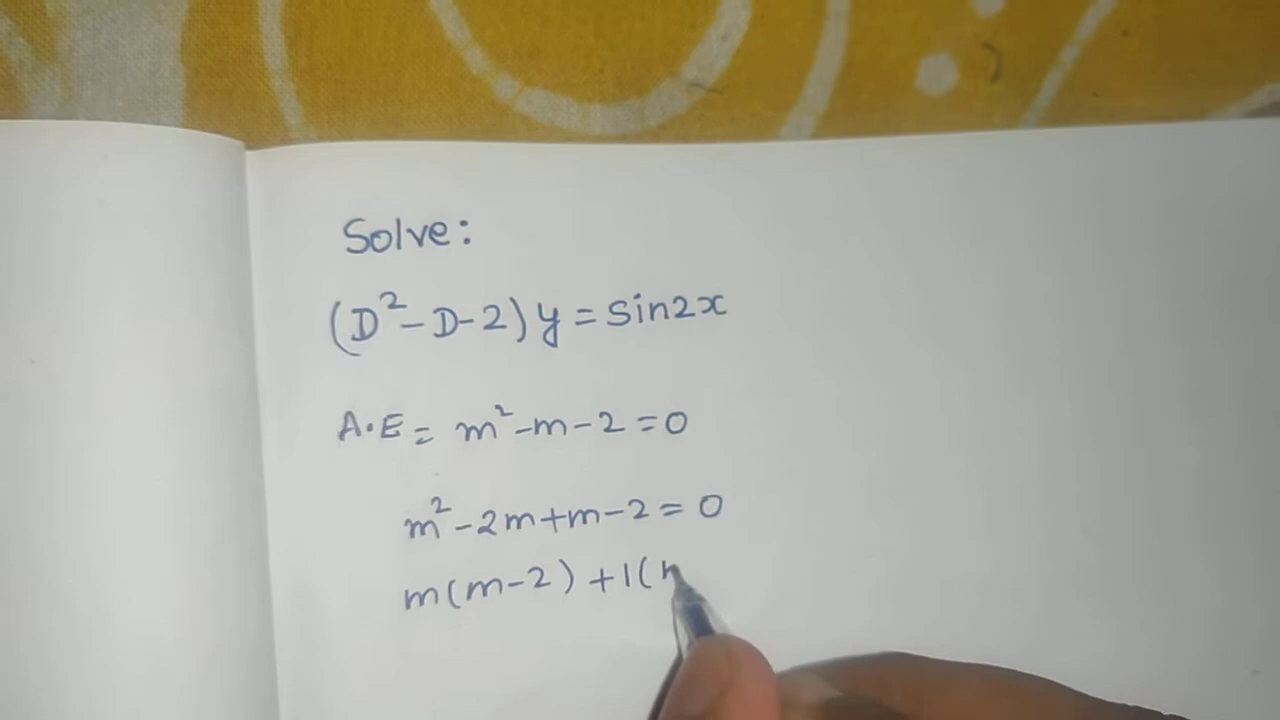 Solve:
(D²-D-2)y=Sin2x
A.E= m²-m-2=0
m²-2m+m-2=0
m(m-2)+1(